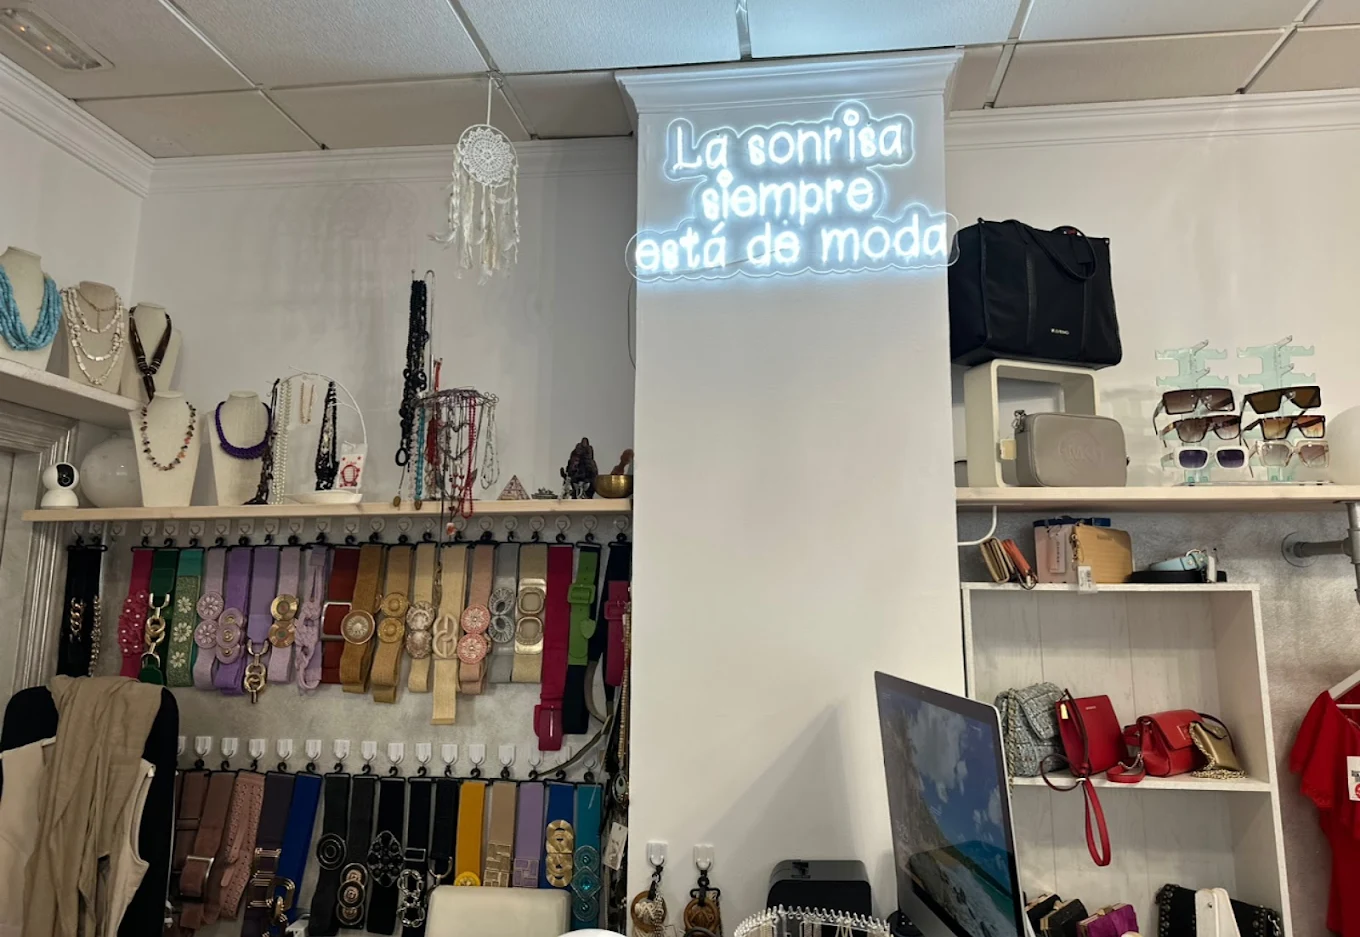 La sonrisa
siempre
está de moda